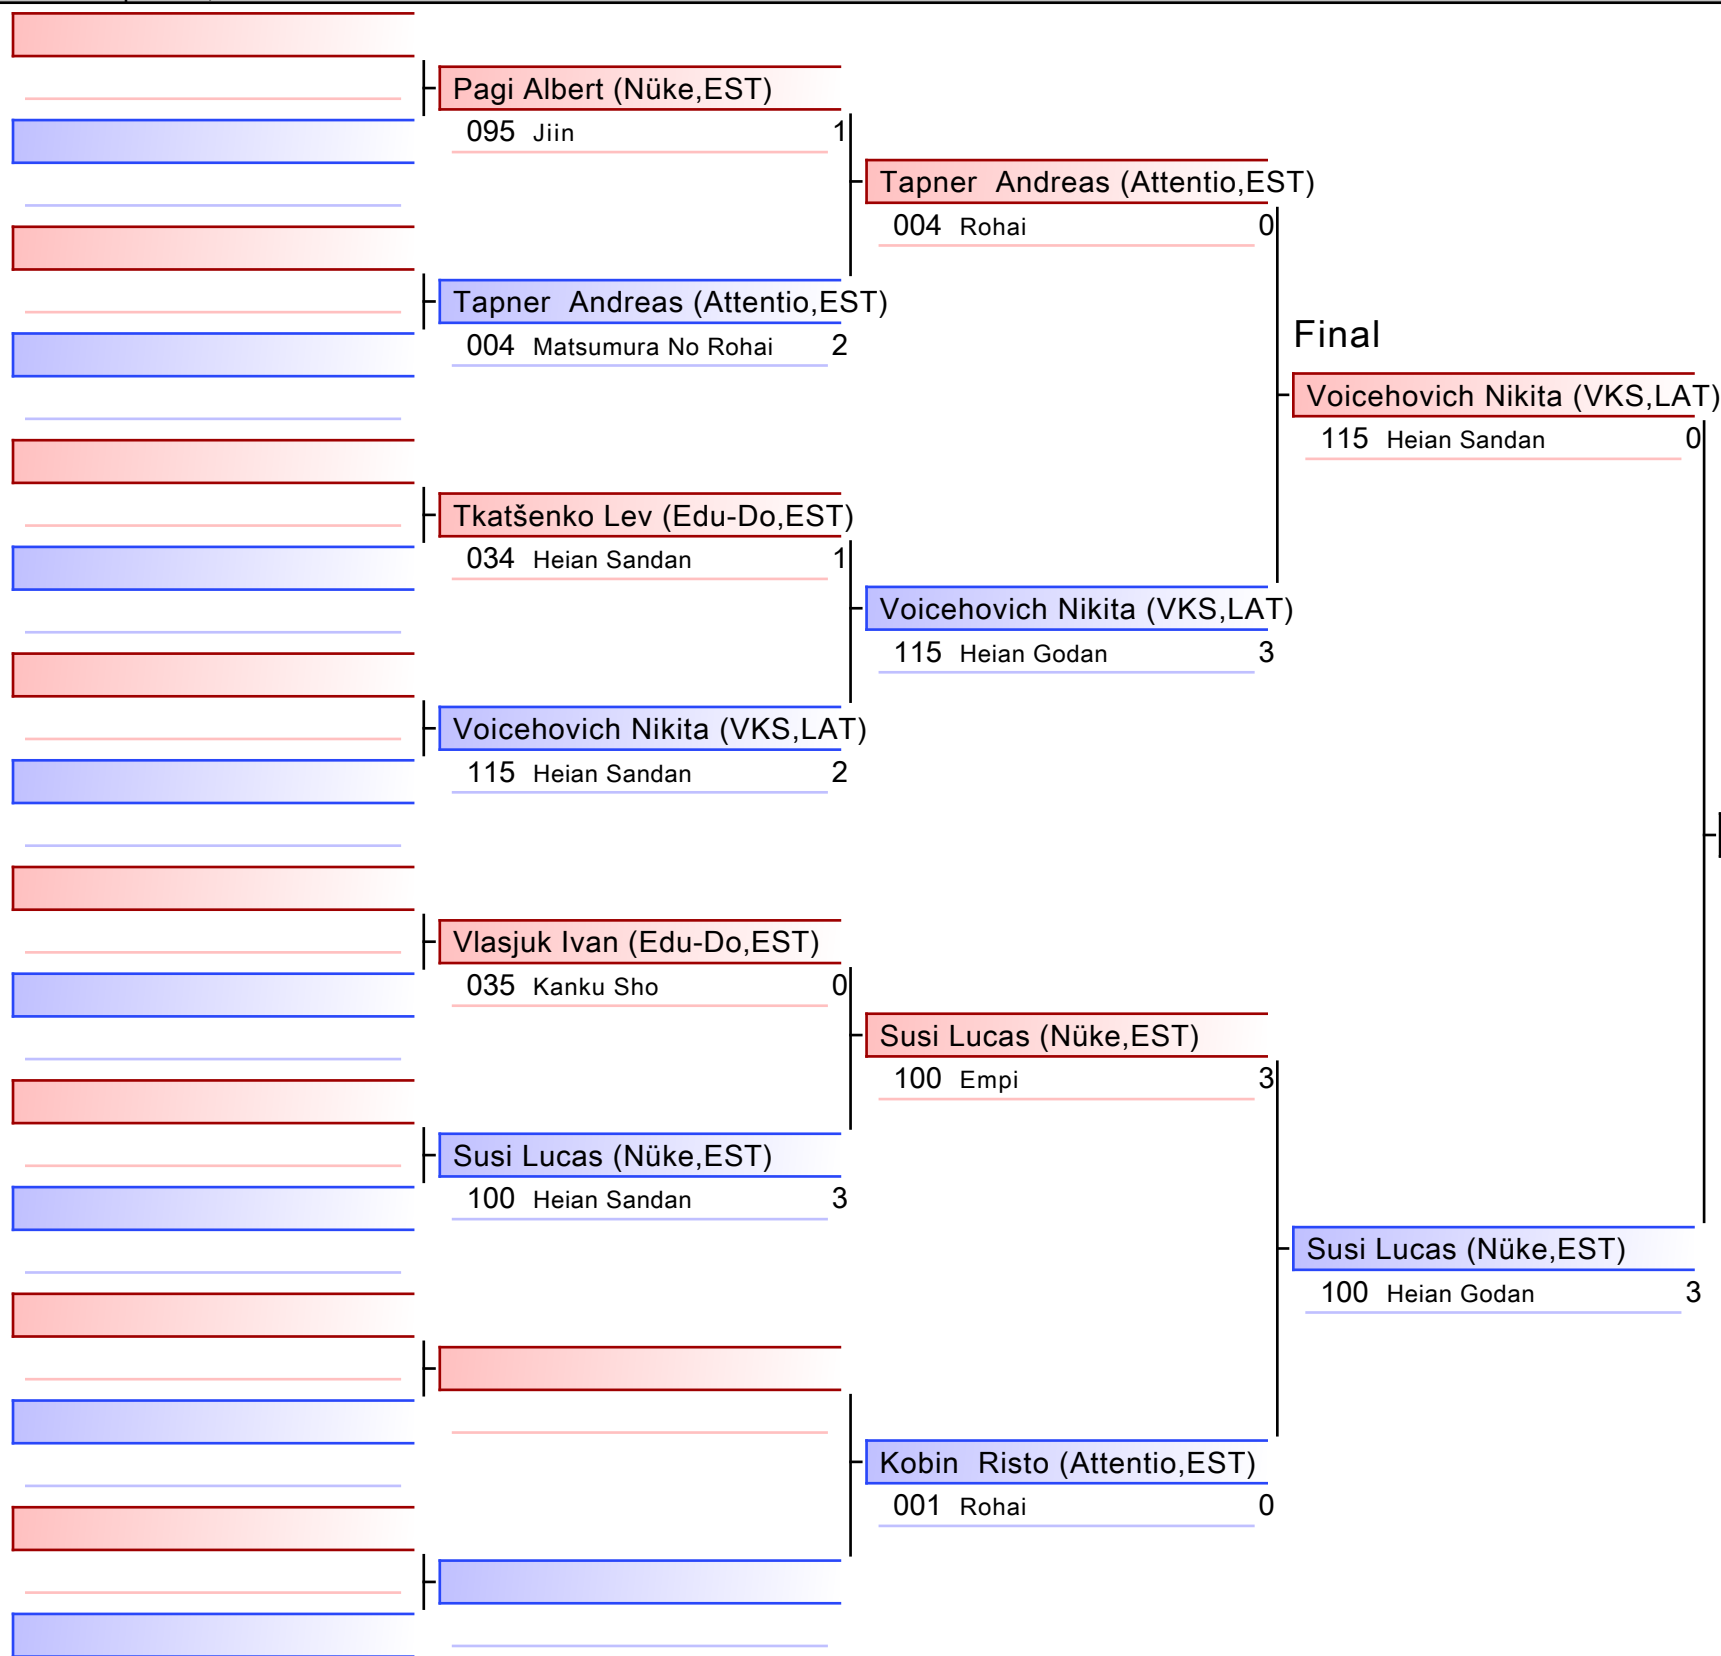 Pagi Albert (Nüke,EST)
095 Jiin 1
Tapner  Andreas (Attentio,EST)
004 Matsumura No Rohai 2
Tkatšenko Lev (Edu-Do,EST)
034 Heian Sandan 1
Voicehovich Nikita (VKS,LAT)
115 Heian Sandan 2
Vlasjuk Ivan (Edu-Do,EST)
035 Kanku Sho 0
Susi Lucas (Nüke,EST)
100 Heian Sandan 3
Tapner  Andreas (Attentio,EST)
004 Rohai 0
Voicehovich Nikita (VKS,LAT)
115 Heian Godan 3
Susi Lucas (Nüke,EST)
100 Empi 3
Kobin  Risto (Attentio,EST)
001 Rohai 0
Final
Voicehovich Nikita (VKS,LAT)
115 Heian Sandan 0
Susi Lucas (Nüke,EST)
100 Heian Godan 3